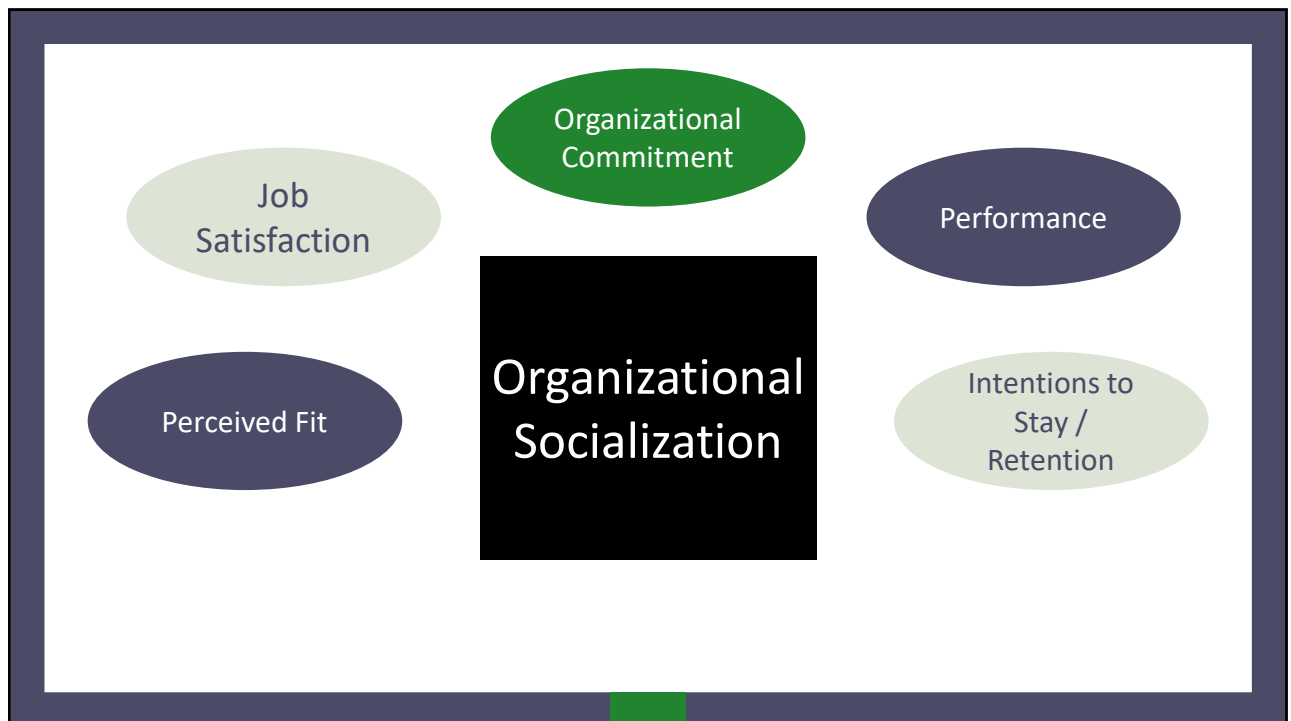 Organizational
Commitment
Job
Satisfaction
Performance
Organizational
Socialization
Perceived Fit
Intentions to
Stay /
Retention